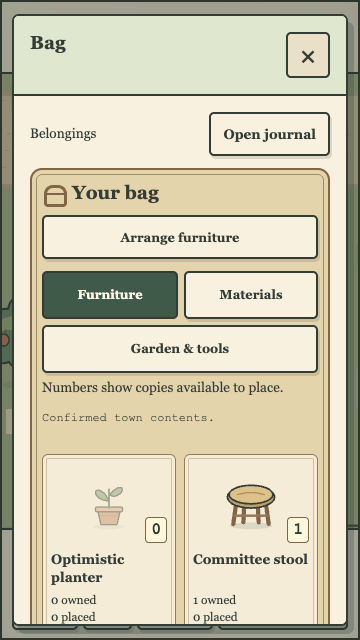 Bag
×
Belongings
Open journal
Your bag
Arrange furniture
Furniture
Materials
Garden & tools
Numbers show copies available to place.
Confirmed town contents.
0
1
Optimistic
planter
0 owned
0 placed
Committee stool
1 owned
0 placed